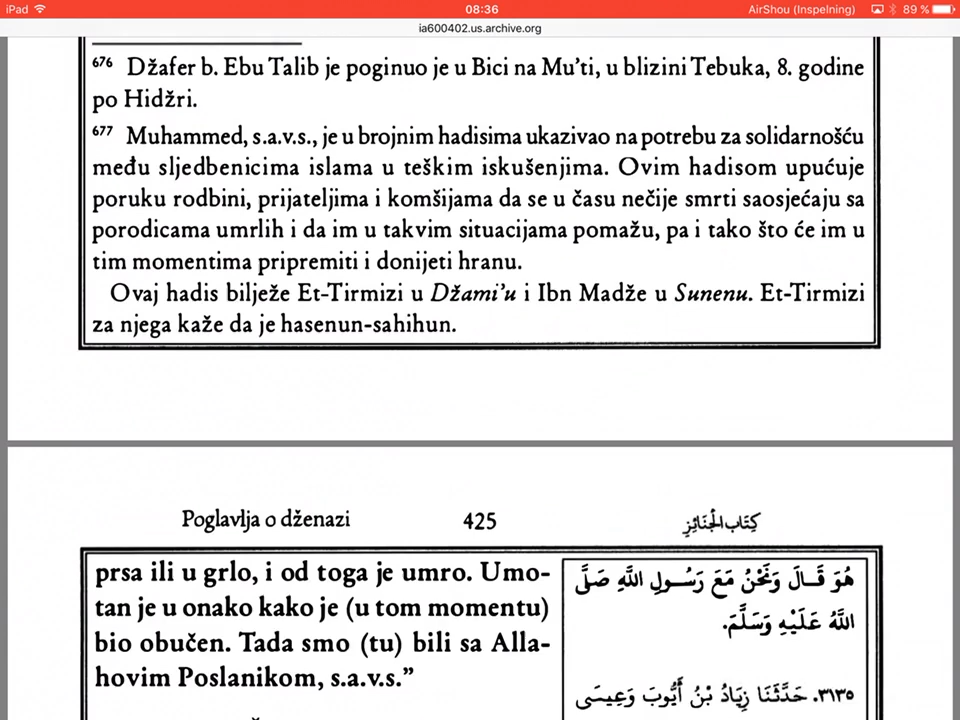 iPad 08:36 AirShou (Inspelning) 89 %
ia600402.us.archive.org
676 Džafer b. Ebu Talib je poginuo je u Bici na Mu’ti, u blizini Tebuka, 8. godine
po Hidžri.
677 Muhammed, s.a.v.s., je u brojnim hadisima ukazivao na potrebu za solidarnošću
među sljedbenicima islama u teškim iskušenjima. Ovim hadisom upućuje
poruku rodbini, prijateljima i komšijama da se u času nečije smrti saosjećaju sa
porodicama umrlih i da im u takvim situacijama pomažu, pa i tako što će im u
tim momentima pripremiti i donijeti hranu.
Ovaj hadis bilježe Et-Tirmizi u Džami’u i Ibn Madže u Sunenu. Et-Tirmizi
za njega kaže da je hasenun-sahihun.
Poglavlja o dženazi 425 كِتَاب الْجَنَائِزِ
prsa ili u grlo, i od toga je umro. Umo-
tan je u onako kako je (u tom momentu)
bio obučen. Tada smo (tu) bili sa Alla-
hovim Poslanikom, s.a.v.s.”
هُوَ قَـالَ وَنَحْنُ مَعَ رَسُـولِ اللَّهِ صَلَّى
اللَّهُ عَلَيْهِ وَسَلَّمَ.
٣١٣٥. حَدَّثَنَا زِيَادُ بْنُ أَيُّوبَ وَعِيسَى